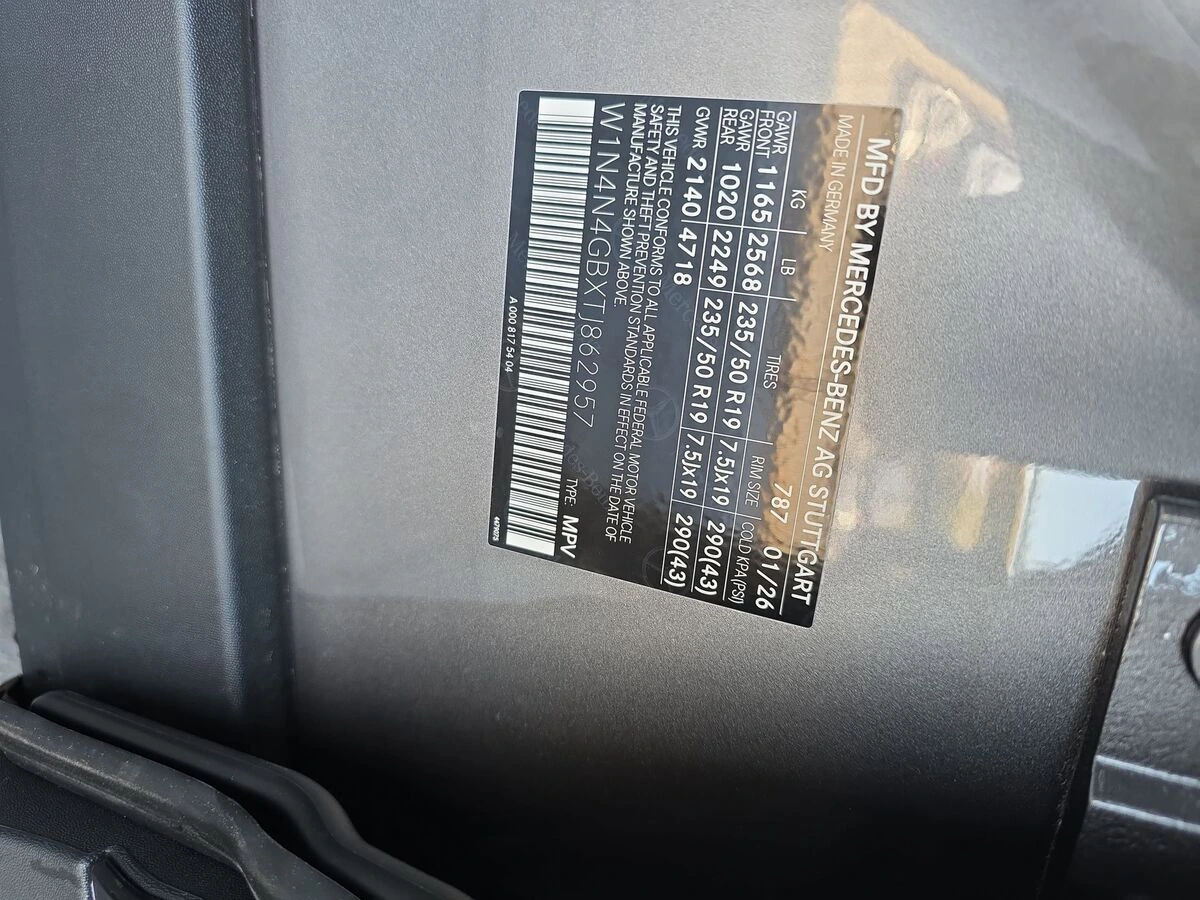 MFD BY MERCEDES-BENZ AG STUTTGART
MADE IN GERMANY 787 01/26
KG LB TIRES RIM SIZE COLD KPA(PSI)
GAWR FRONT 1165 2568 235/50 R19 7.5Jx19 290(43)
GAWR REAR 1020 2249 235/50 R19 7.5Jx19 290(43)
GVWR 2140 4718
THIS VEHICLE CONFORMS TO ALL APPLICABLE FEDERAL MOTOR VEHICLE
SAFETY AND THEFT PREVENTION STANDARDS IN EFFECT ON THE DATE OF
MANUFACTURE SHOWN ABOVE.
W1N4N4GBXTJ862957 TYPE: MPV
A 000 817 54 04